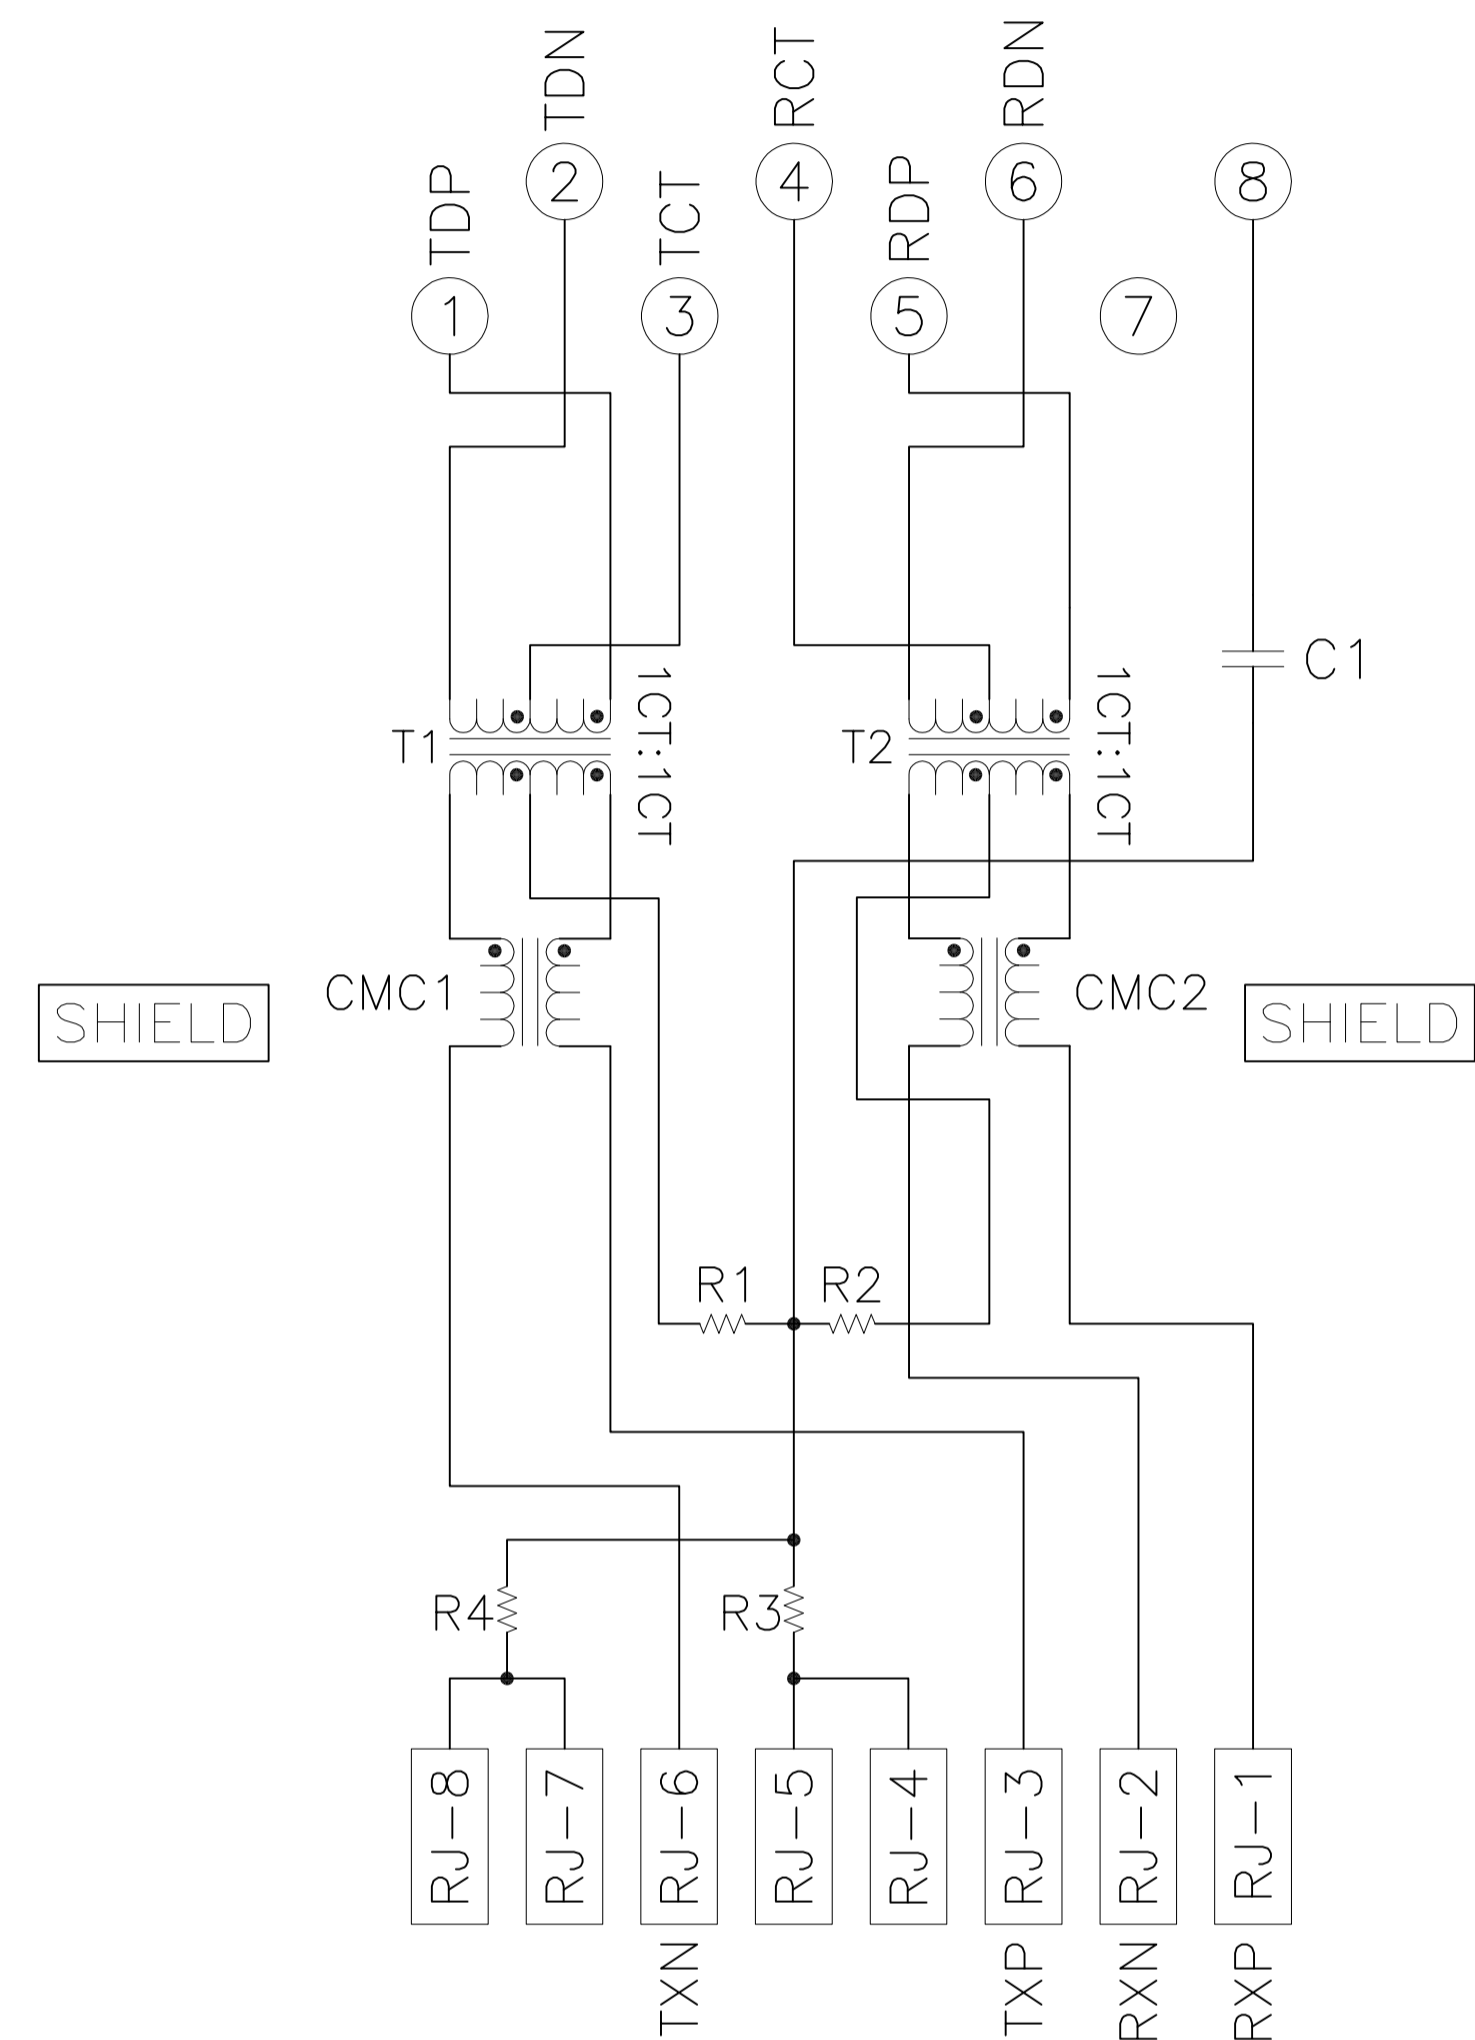 TDN
RCT
RDN
2
4
6
8
TDP
TCT
RDP
1
3
5
7
T1
1CT:1CT
T2
1CT:1CT
C1
SHIELD
CMC1
CMC2
SHIELD
R1
R2
R4
R3
RJ-8
RJ-7
RJ-6
RJ-5
RJ-4
RJ-3
RJ-2
RJ-1
TXN
TXP
RXN
RXP